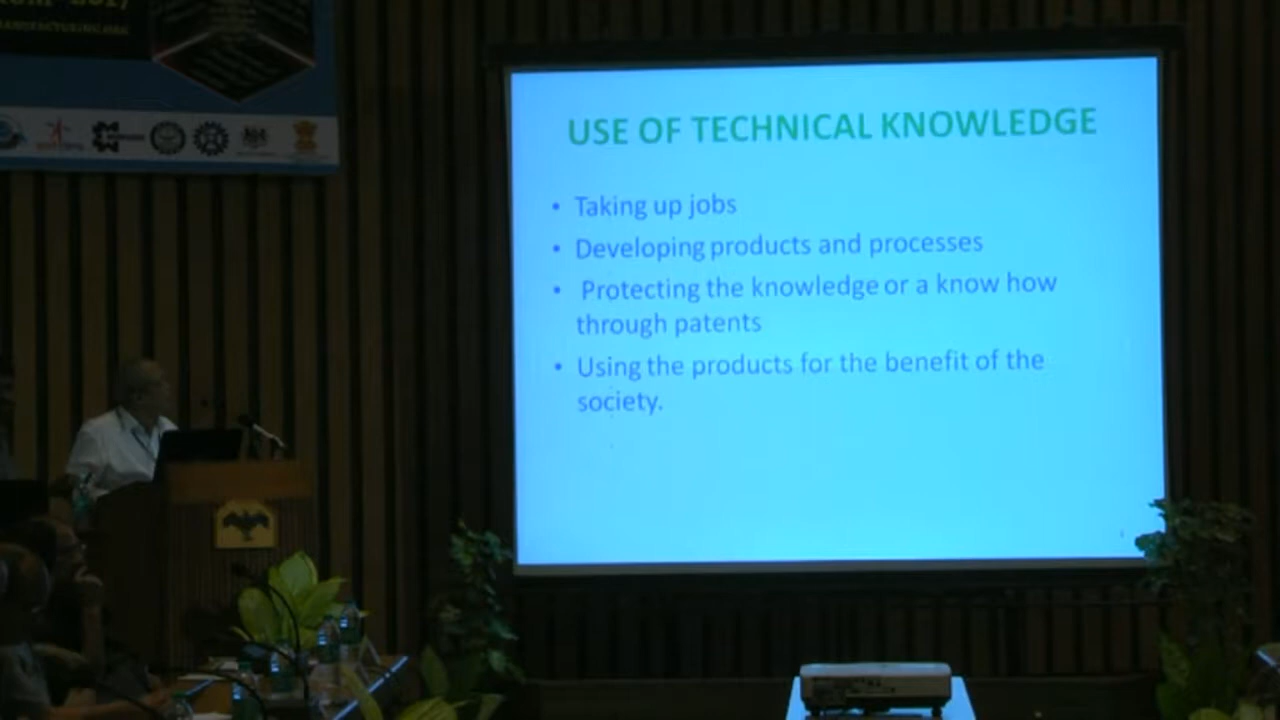 2017
USE OF TECHNICAL KNOWLEDGE
• Taking up jobs
• Developing products and processes
• Protecting the knowledge or a know how
through patents
• Using the products for the benefit of the
society.